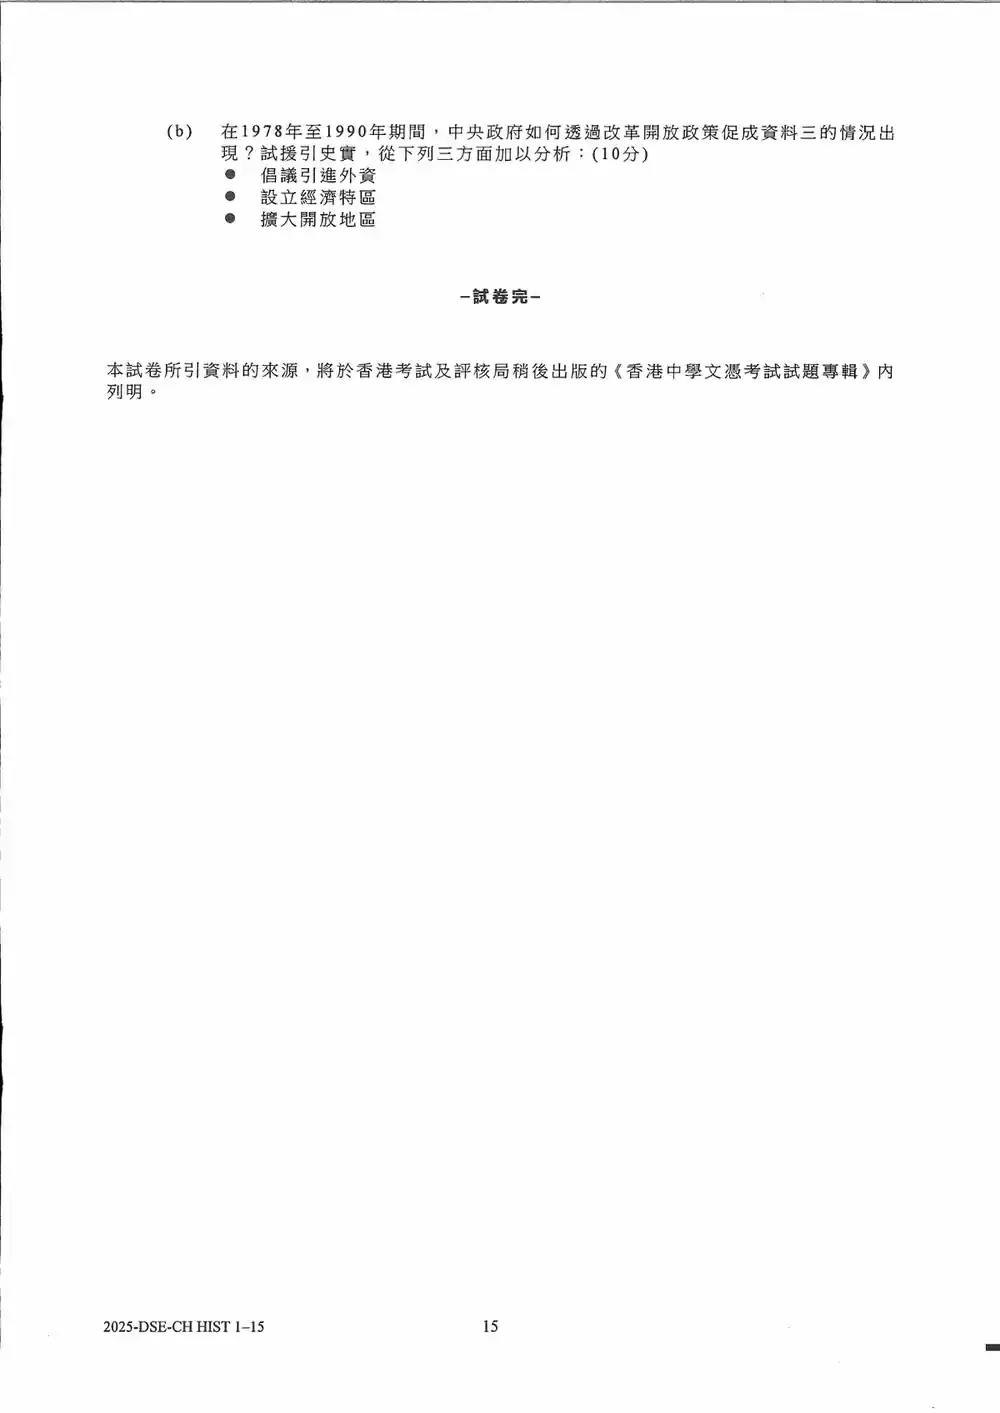 (b) 在1978年至1990年期間，中央政府如何透過改革開放政策促成資料三的情況出
現？試援引史實，從下列三方面加以分析：(10分)
● 倡議引進外資
● 設立經濟特區
● 擴大開放地區
–試卷完–
本試卷所引資料的來源，將於香港考試及評核局稍後出版的《香港中學文憑考試試題專輯》內
列明。
2025-DSE-CH HIST 1–15
15